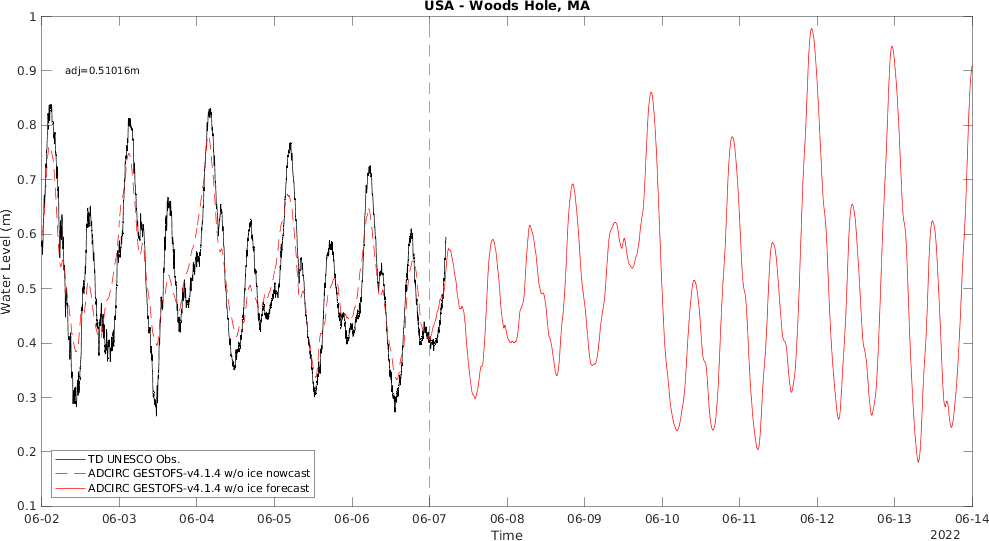 USA - Woods Hole, MA
adj=0.51016m
Water Level (m)
1
0.9
0.8
0.7
0.6
0.5
0.4
0.3
0.2
0.1
TD UNESCO Obs.
ADCIRC GESTOFS-v4.1.4 w/o ice nowcast
ADCIRC GESTOFS-v4.1.4 w/o ice forecast
06-02 06-03 06-04 06-05 06-06 06-07 06-08 06-09 06-10 06-11 06-12 06-13 06-14
Time
2022